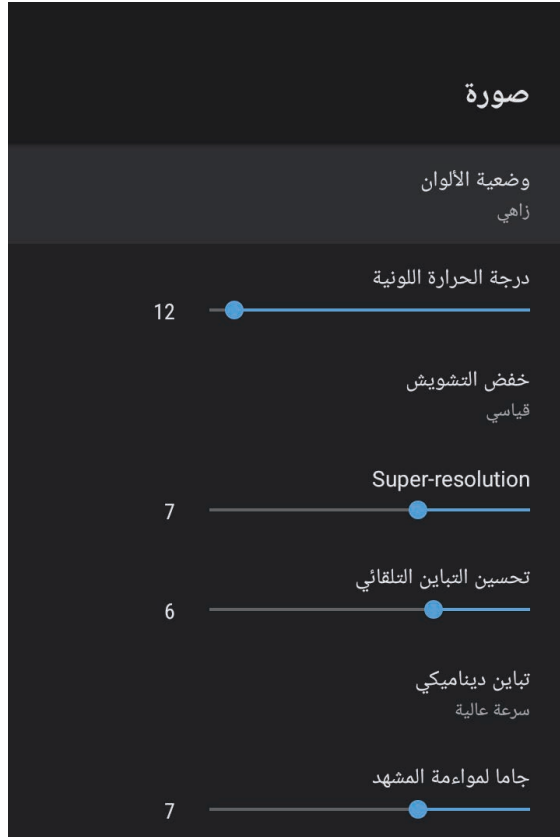 صورة
وضعية الألوان
زاهي
درجة الحرارة اللونية
12
خفض التشويش
قياسي
Super-resolution
7
تحسين التباين التلقائي
6
تباين ديناميكي
سرعة عالية
جاما لمواءمة المشهد
7